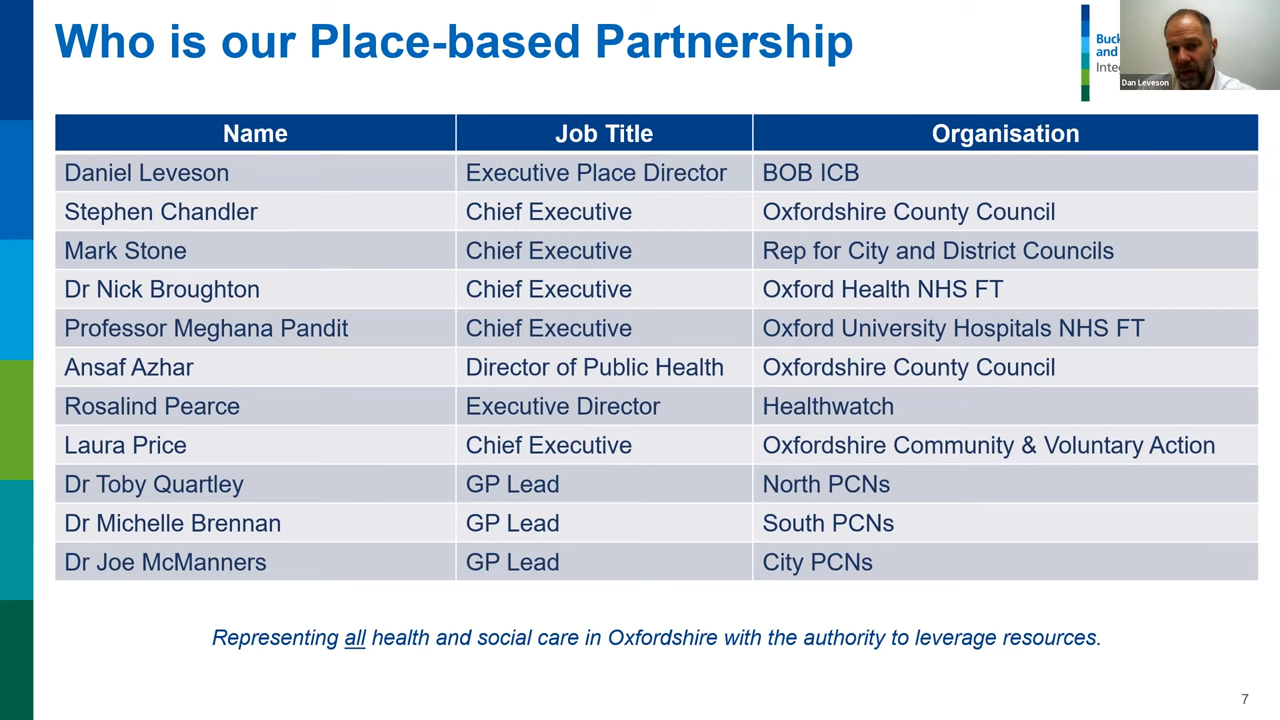 Who is our Place-based Partnership
Buck
and
Inte
Dan Leveson
Name Job Title Organisation
Daniel Leveson Executive Place Director BOB ICB
Stephen Chandler Chief Executive Oxfordshire County Council
Mark Stone Chief Executive Rep for City and District Councils
Dr Nick Broughton Chief Executive Oxford Health NHS FT
Professor Meghana Pandit Chief Executive Oxford University Hospitals NHS FT
Ansaf Azhar Director of Public Health Oxfordshire County Council
Rosalind Pearce Executive Director Healthwatch
Laura Price Chief Executive Oxfordshire Community & Voluntary Action
Dr Toby Quartley GP Lead North PCNs
Dr Michelle Brennan GP Lead South PCNs
Dr Joe McManners GP Lead City PCNs
Representing all health and social care in Oxfordshire with the authority to leverage resources.
7